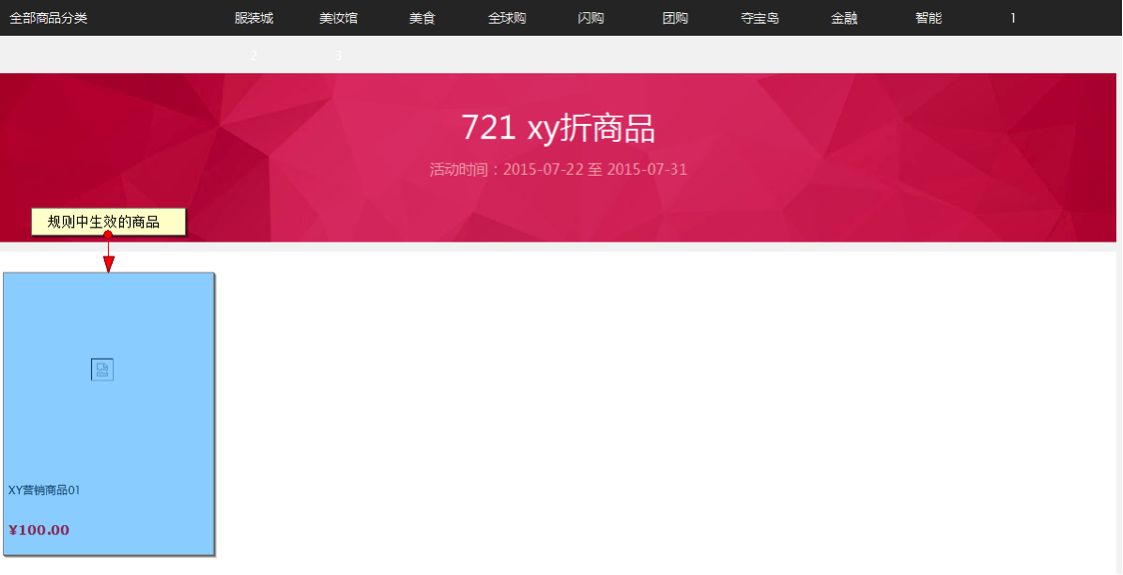 全部商品分类 服装城 美妆馆 美食 全球购 闪购 团购 夺宝岛 金融 智能 1
2 3
721 xy折商品
活动时间：2015-07-22 至 2015-07-31
规则中生效的商品
XY营销商品01
¥100.00